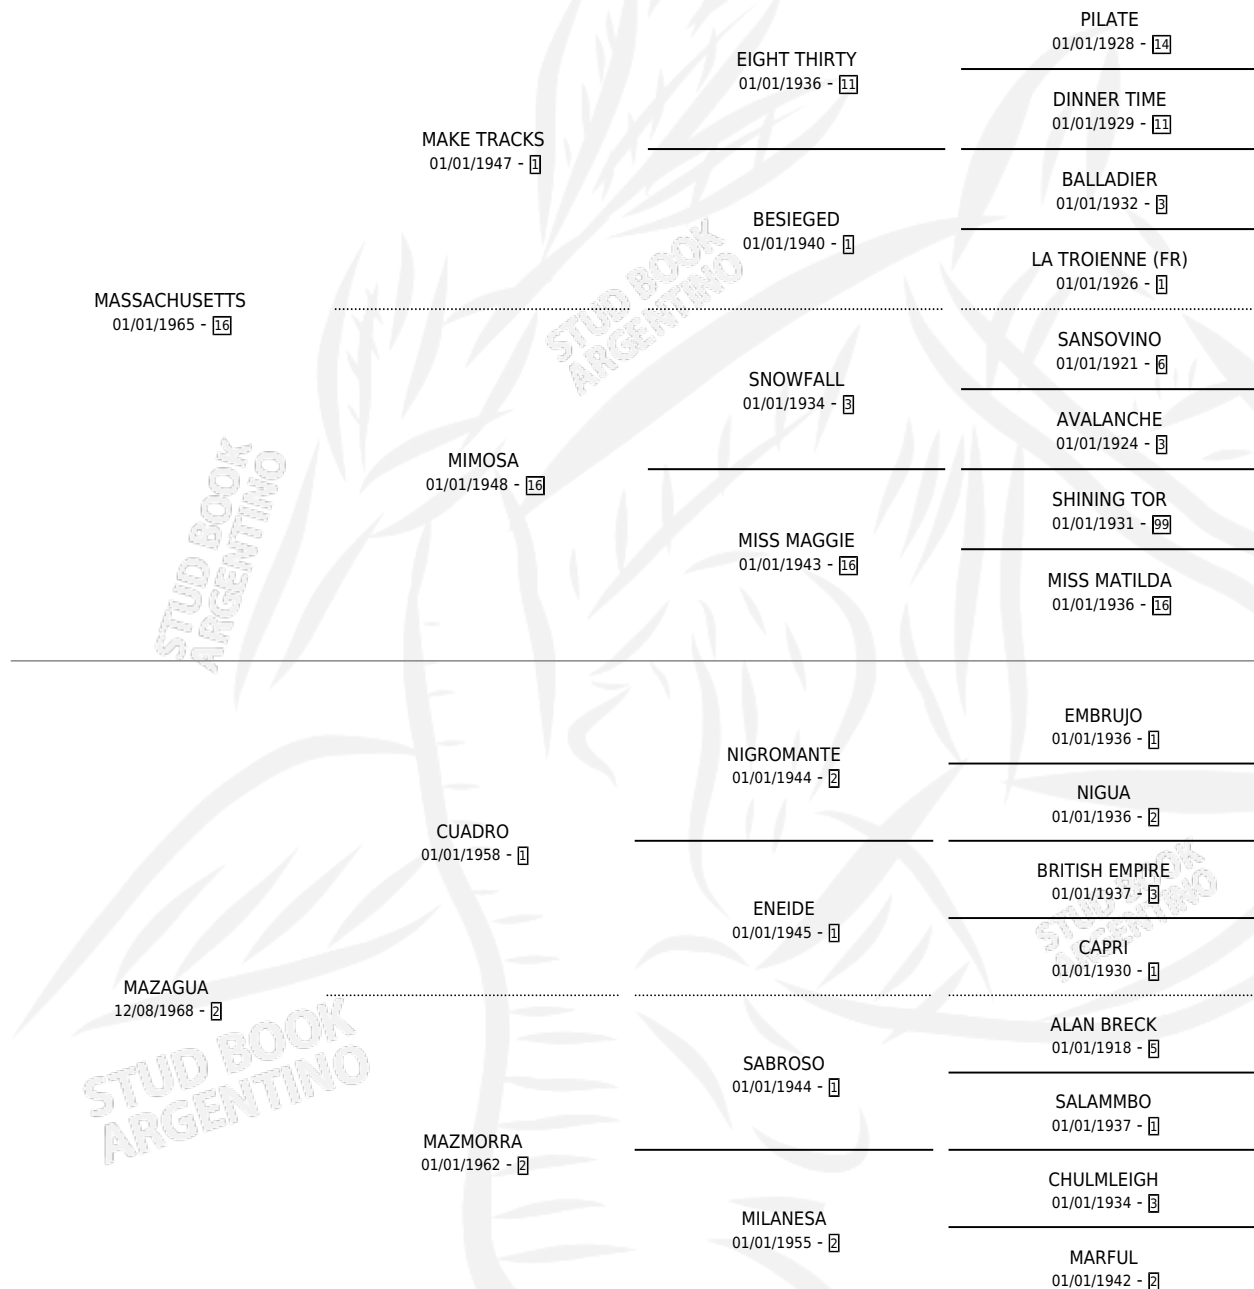 PILATE
01/01/1928 - 14
EIGHT THIRTY
01/01/1936 - 11
DINNER TIME
01/01/1929 - 11
MAKE TRACKS
01/01/1947 - 1
BALLADIER
01/01/1932 - 3
BESIEGED
01/01/1940 - 1
LA TROIENNE (FR)
01/01/1926 - 1
MASSACHUSETTS
01/01/1965 - 16
STUD BOOK
ARGENTINO
SANSOVINO
01/01/1921 - 6
SNOWFALL
01/01/1934 - 3
AVALANCHE
01/01/1924 - 3
MIMOSA
01/01/1948 - 16
SHINING TOR
01/01/1931 - 99
MISS MAGGIE
01/01/1943 - 16
MISS MATILDA
01/01/1936 - 16
STUD BOOK
ARGENTINO
EMBRUJO
01/01/1936 - 1
NIGROMANTE
01/01/1944 - 2
NIGUA
01/01/1936 - 2
CUADRO
01/01/1958 - 1
BRITISH EMPIRE
01/01/1937 - 3
ENEIDE
01/01/1945 - 1
CAPRI
01/01/1930 - 1
STUD BOOK
ARGENTINO
MAZAGUA
12/08/1968 - 2
ALAN BRECK
01/01/1918 - 5
SABROSO
01/01/1944 - 1
SALAMMBO
01/01/1937 - 1
STUD BOOK
ARGENTINO
MAZMORRA
01/01/1962 - 2
CHULMLEIGH
01/01/1934 - 3
MILANESA
01/01/1955 - 2
MARFUL
01/01/1942 - 2